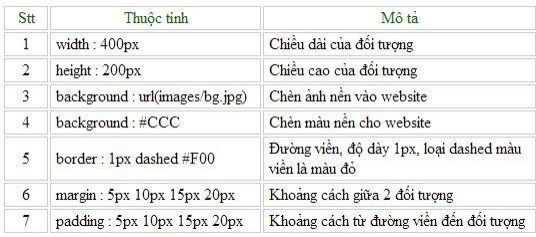 Stt Thuộc tính Mô tả
1 width : 400px Chiều dài của đối tượng
2 height : 200px Chiều cao của đối tượng
3 background : url(images/bg.jpg) Chèn ảnh nền vào website
4 background : #CCC Chèn màu nền cho website
5 border : 1px dashed #F00 Đường viền, độ dày 1px, loại dashed màu
viền là màu đỏ
6 margin : 5px 10px 15px 20px Khoảng cách giữa 2 đối tượng
7 padding : 5px 10px 15px 20px Khoảng cách từ đường viền đến đối tượng